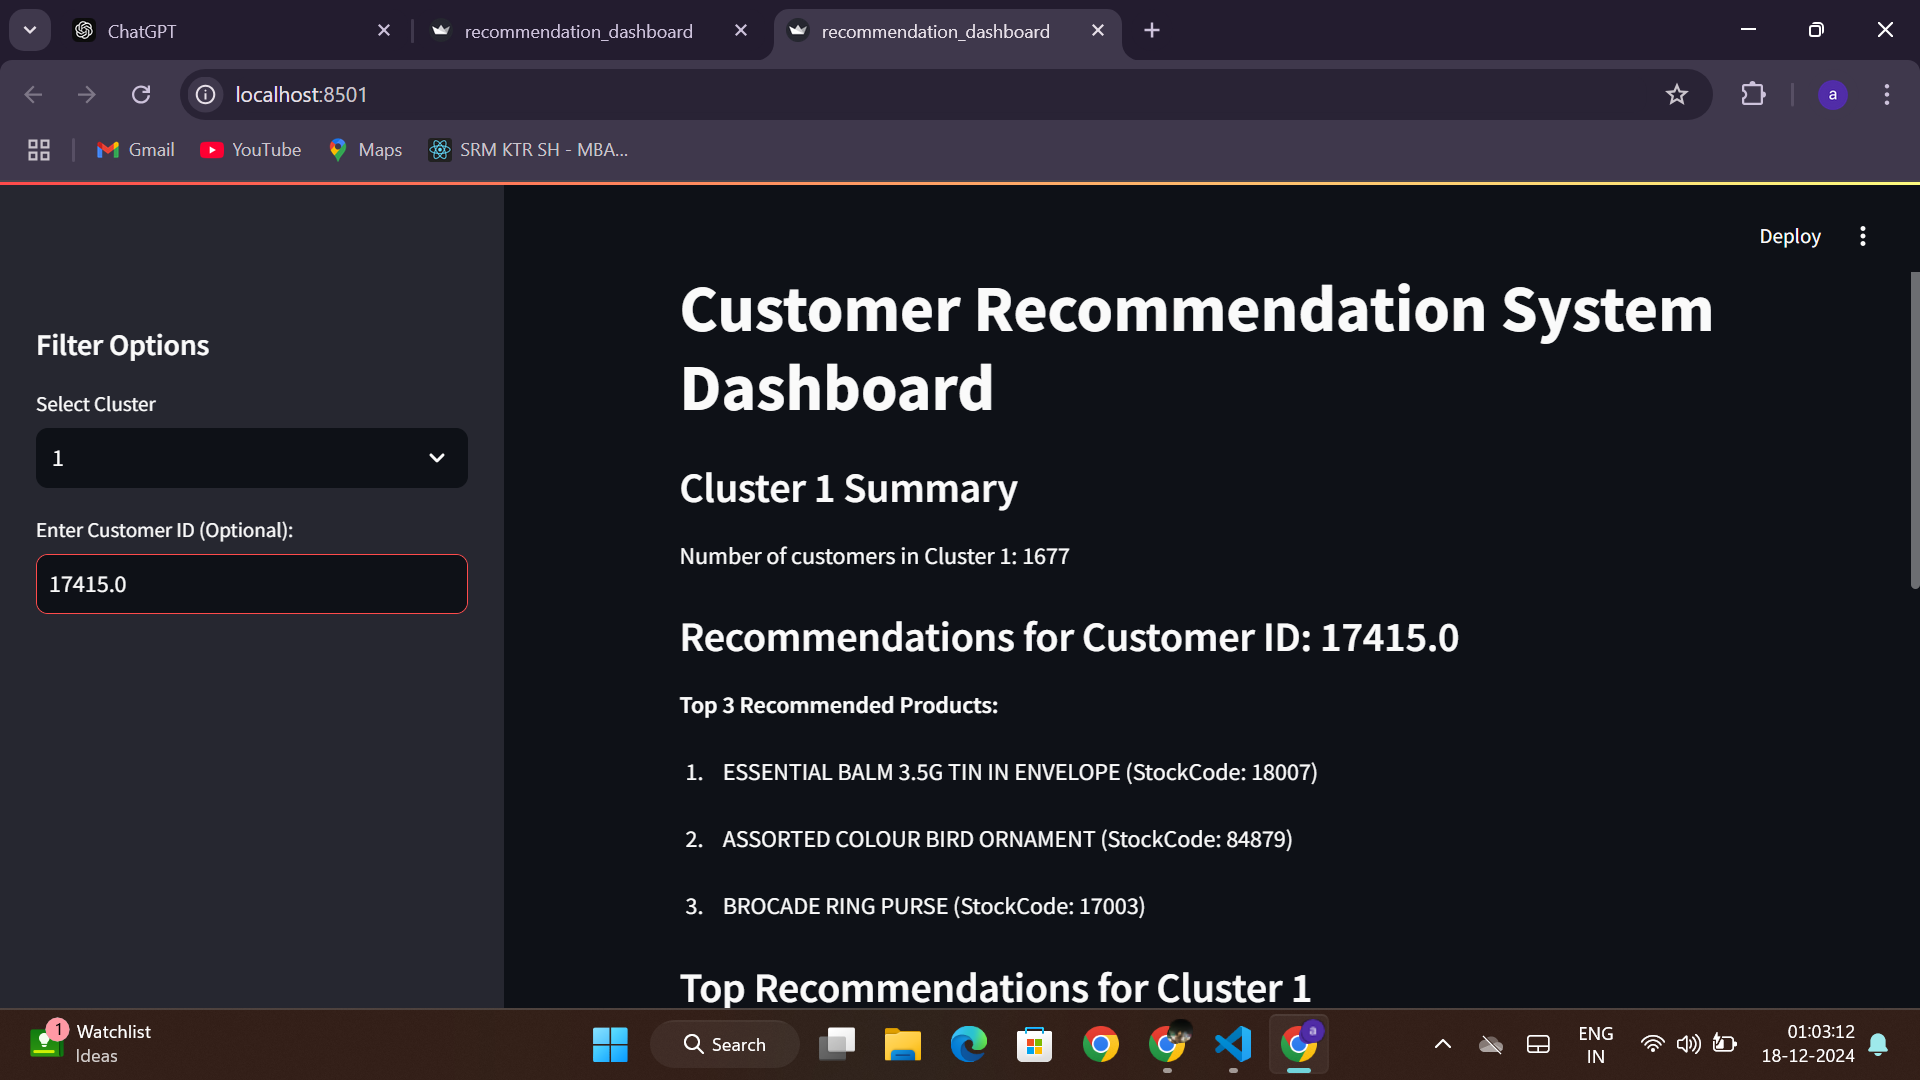 ChatGPT
recommendation_dashboard
recommendation_dashboard
localhost:8501
a
Gmail
YouTube
Maps
SRM KTR SH - MBA...
Deploy
Filter Options
Select Cluster
1
Enter Customer ID (Optional):
17415.0
Customer Recommendation System
Dashboard
Cluster 1 Summary
Number of customers in Cluster 1: 1677
Recommendations for Customer ID: 17415.0
Top 3 Recommended Products:
1. ESSENTIAL BALM 3.5G TIN IN ENVELOPE (StockCode: 18007)
2. ASSORTED COLOUR BIRD ORNAMENT (StockCode: 84879)
3. BROCADE RING PURSE (StockCode: 17003)
Top Recommendations for Cluster 1
1
Watchlist
Ideas
Search
a
ENG
IN
01:03:12
18-12-2024